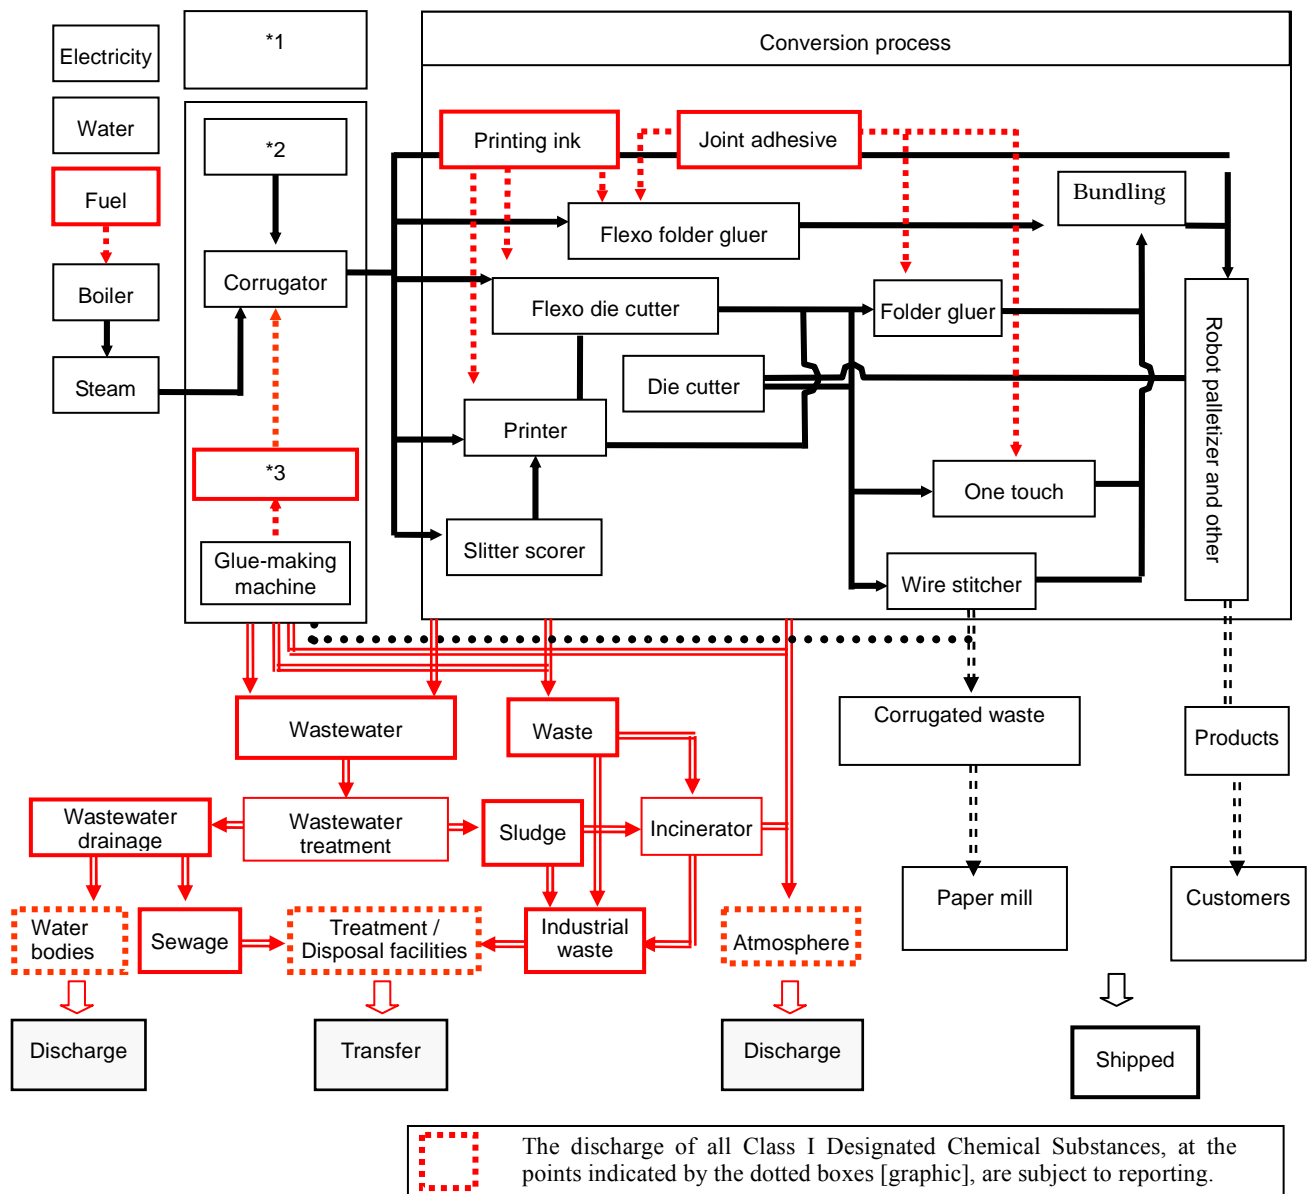 Electricity
*1
Conversion process
Water
*2
Printing ink
Joint adhesive
Fuel
Bundling
Flexo folder gluer
Corrugator
Boiler
Flexo die cutter
Folder gluer
Robot palletizer and other
Steam
Die cutter
Printer
*3
One touch
Slitter scorer
Glue-making
machine
Wire stitcher
Wastewater
Waste
Corrugated waste
Products
Wastewater
drainage
Wastewater
treatment
Sludge
Incinerator
Paper mill
Customers
Water
bodies
Sewage
Treatment /
Disposal facilities
Industrial
waste
Atmosphere
Discharge
Transfer
Discharge
Shipped
The discharge of all Class I Designated Chemical Substances, at the
points indicated by the dotted boxes [graphic], are subject to reporting.